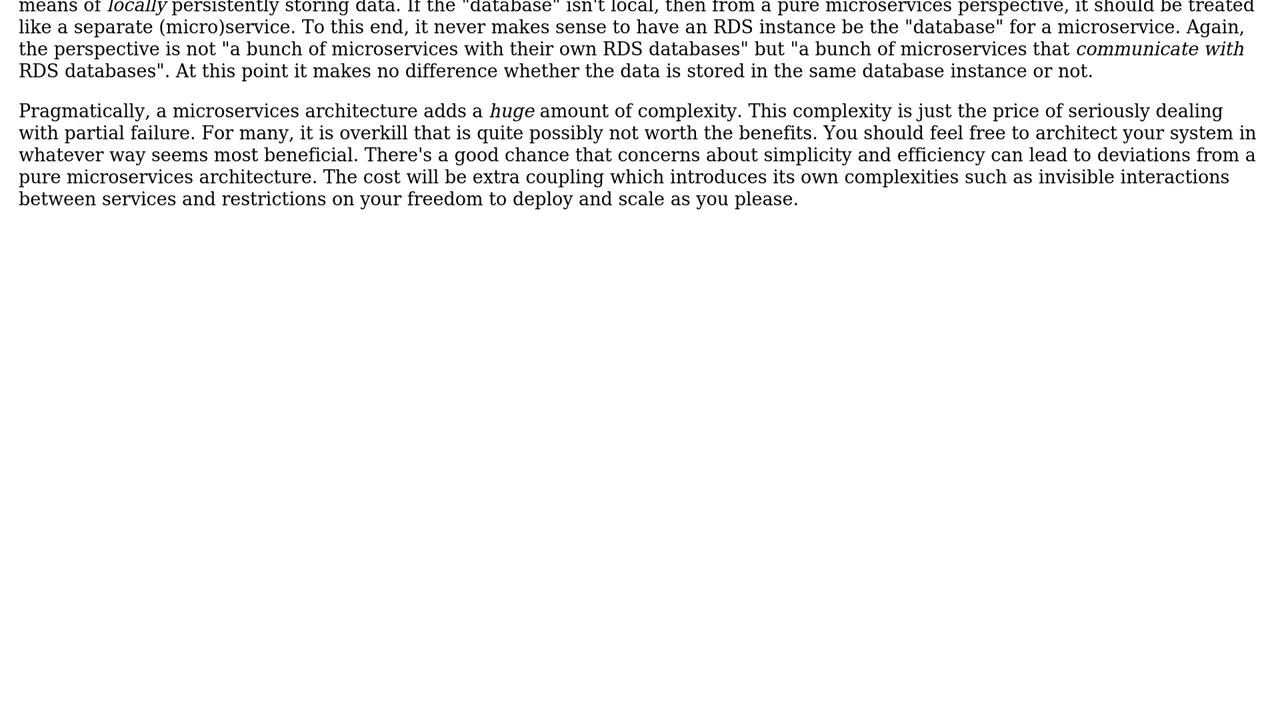 means of locally persistently storing data. If the "database" isn't local, then from a pure microservices perspective, it should be treated
like a separate (micro)service. To this end, it never makes sense to have an RDS instance be the "database" for a microservice. Again,
the perspective is not "a bunch of microservices with their own RDS databases" but "a bunch of microservices that communicate with
RDS databases". At this point it makes no difference whether the data is stored in the same database instance or not.
Pragmatically, a microservices architecture adds a huge amount of complexity. This complexity is just the price of seriously dealing
with partial failure. For many, it is overkill that is quite possibly not worth the benefits. You should feel free to architect your system in
whatever way seems most beneficial. There's a good chance that concerns about simplicity and efficiency can lead to deviations from a
pure microservices architecture. The cost will be extra coupling which introduces its own complexities such as invisible interactions
between services and restrictions on your freedom to deploy and scale as you please.